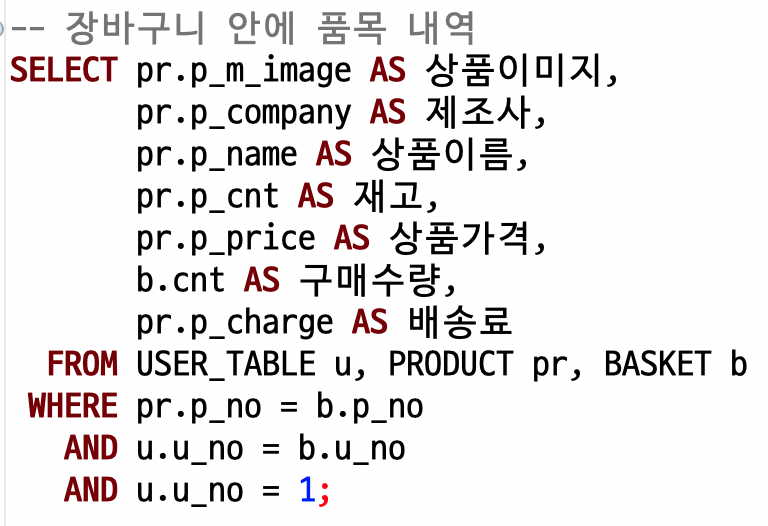 -- 장바구니 안에 품목 내역
SELECT pr.p_m_image AS 상품이미지,
pr.p_company AS 제조사,
pr.p_name AS 상품이름,
pr.p_cnt AS 재고,
pr.p_price AS 상품가격,
b.cnt AS 구매수량,
pr.p_charge AS 배송료
FROM USER_TABLE u, PRODUCT pr, BASKET b
WHERE pr.p_no = b.p_no
AND u.u_no = b.u_no
AND u.u_no = 1;